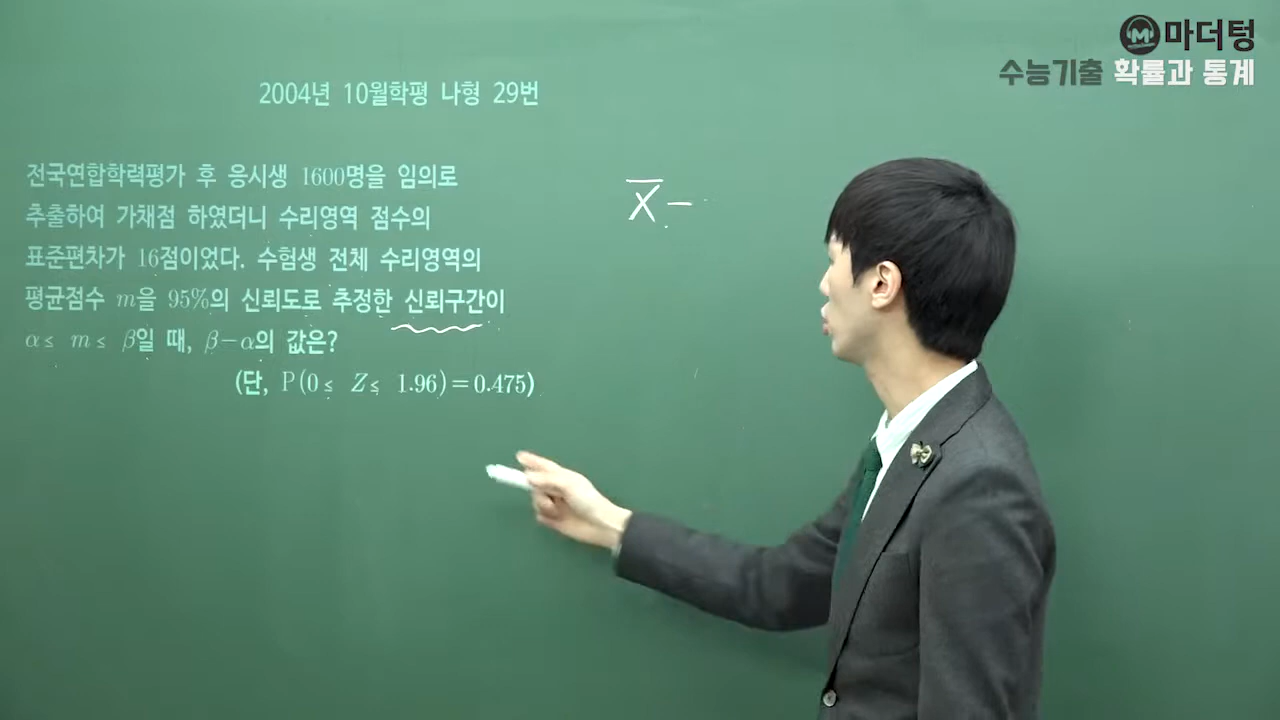 마더텅
수능기출 확률과 통계
2004년 10월학평 나형 29번
전국연합학력평가 후 응시생 1600명을 임의로
추출하여 가채점 하였더니 수리영역 점수의
표준편차가 16점이었다. 수험생 전체 수리영역의
평균점수 m을 95%의 신뢰도로 추정한 신뢰구간이
α≤ m≤ β일 때, β-α의 값은?
(단, P(0≤ Z≤ 1.96)=0.475)
X̄ -